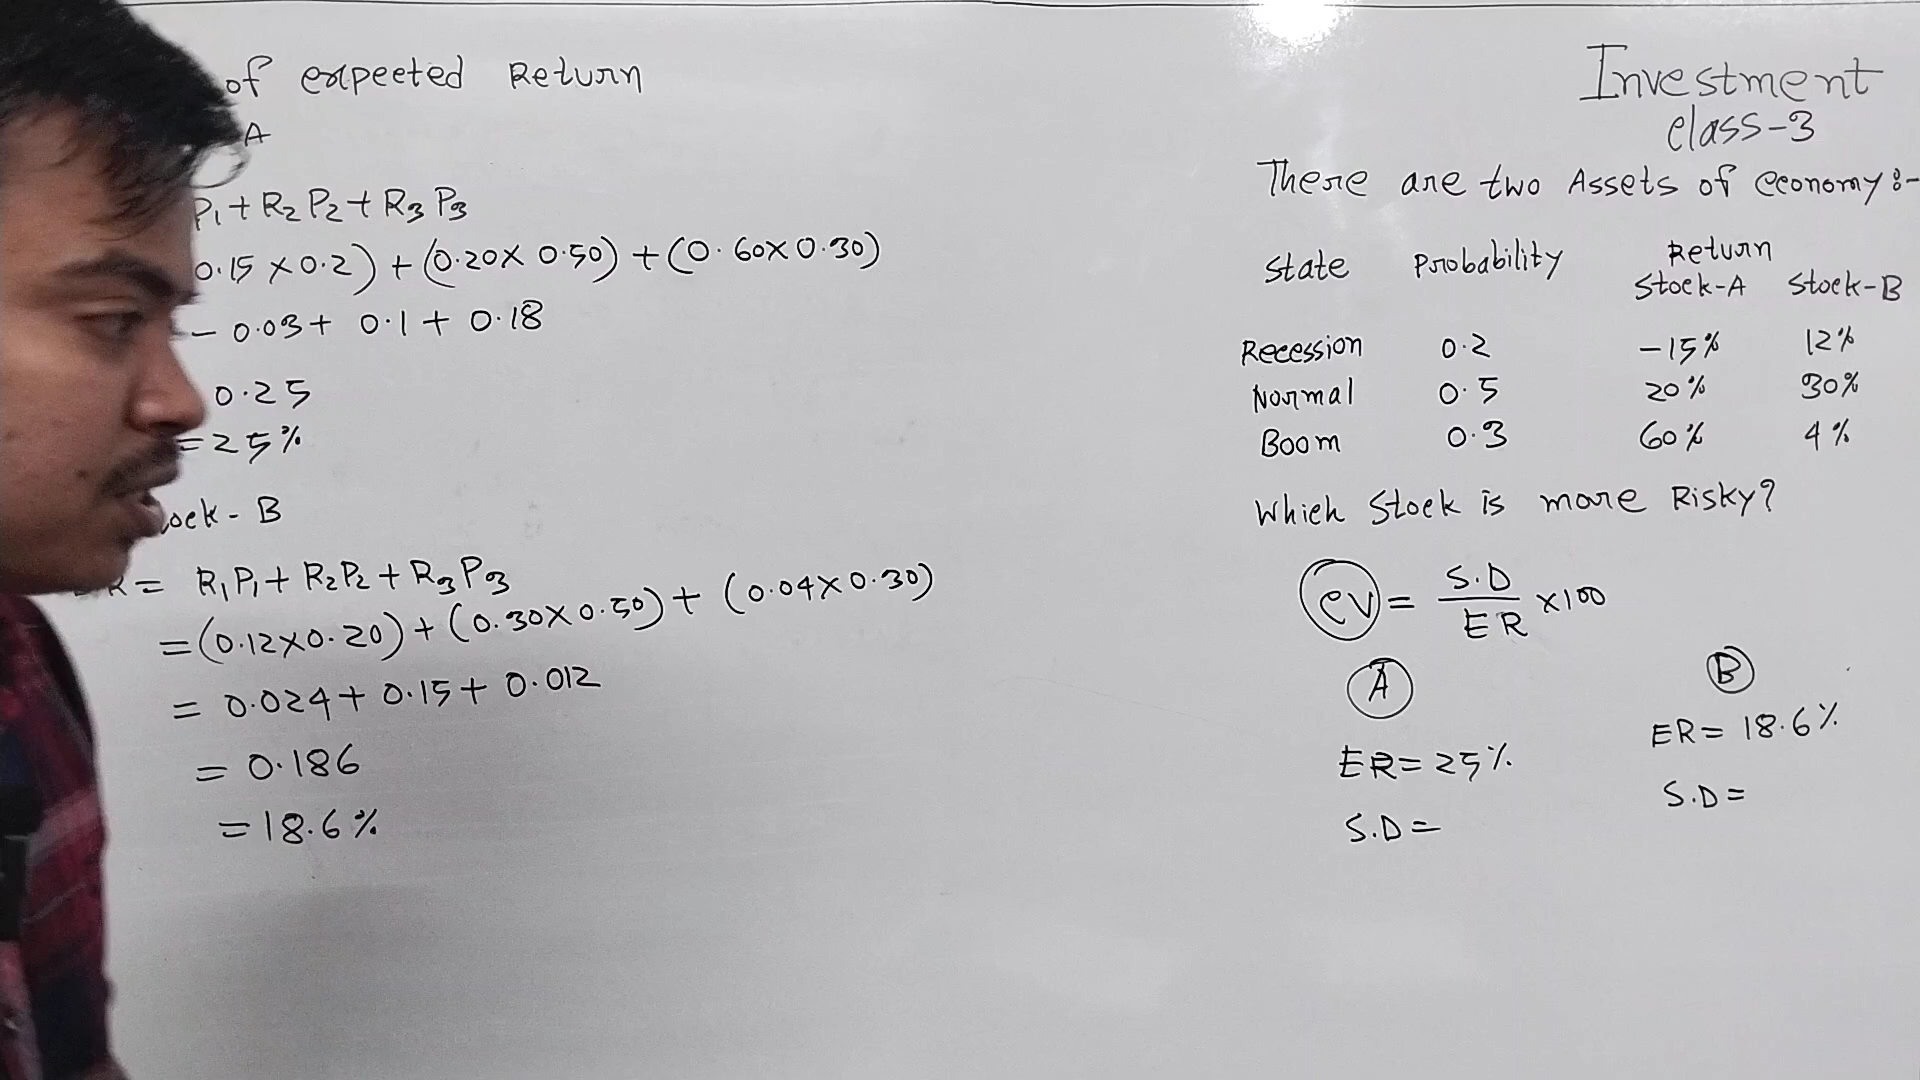 of expected Return
A
P₁ + R₂ P₂ + R₃ P₃
0.15 × 0.2) + (0.20 × 0.50) + (0.60 × 0.30)
- 0.03 + 0.1 + 0.18
0.25
= 25%
ock - B
R = R₁P₁ + R₂P₂ + R₃P₃
= (0.12 × 0.20) + (0.30 × 0.50) + (0.04 × 0.30)
= 0.024 + 0.15 + 0.012
= 0.186
= 18.6%
Investment
class-3
There are two Assets of economy :-
State Probability Return
Stock-A Stock-B
Recession 0.2 -15% 12%
Normal 0.5 20% 30%
Boom 0.3 60% 4%
Which Stock is more Risky?
CV = S.D / ER × 100
A B
ER = 25% ER = 18.6%
S.D = S.D =